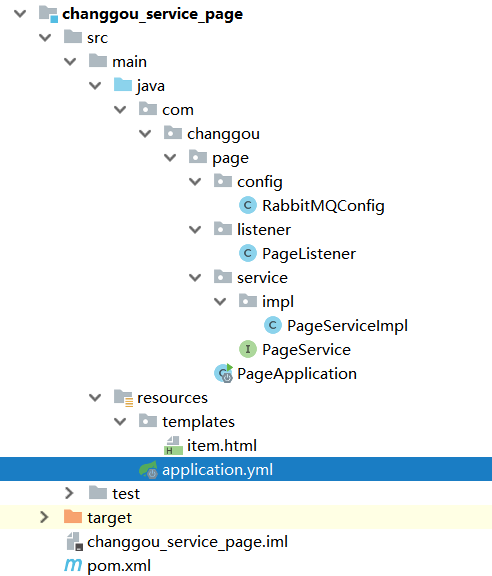 changgou_service_page
src
main
java
com
changgou
page
config
RabbitMQConfig
listener
PageListener
service
impl
PageServiceImpl
PageService
PageApplication
resources
templates
item.html
application.yml
test
target
changgou_service_page.iml
pom.xml